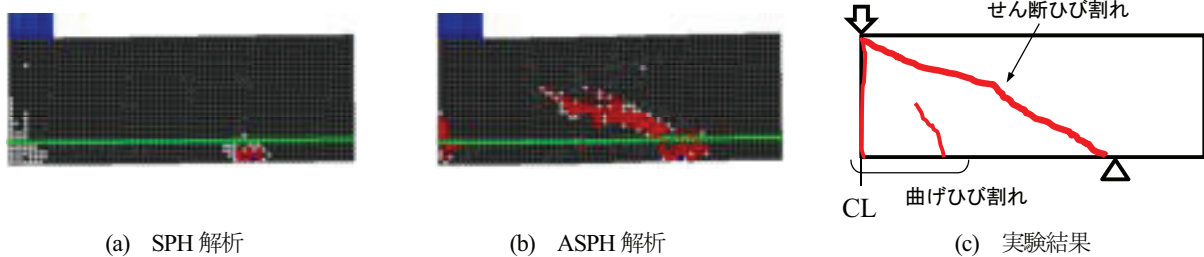 せん断ひび割れ
曲げひび割れ
CL
(a) SPH 解析
(b) ASPH 解析
(c) 実験結果